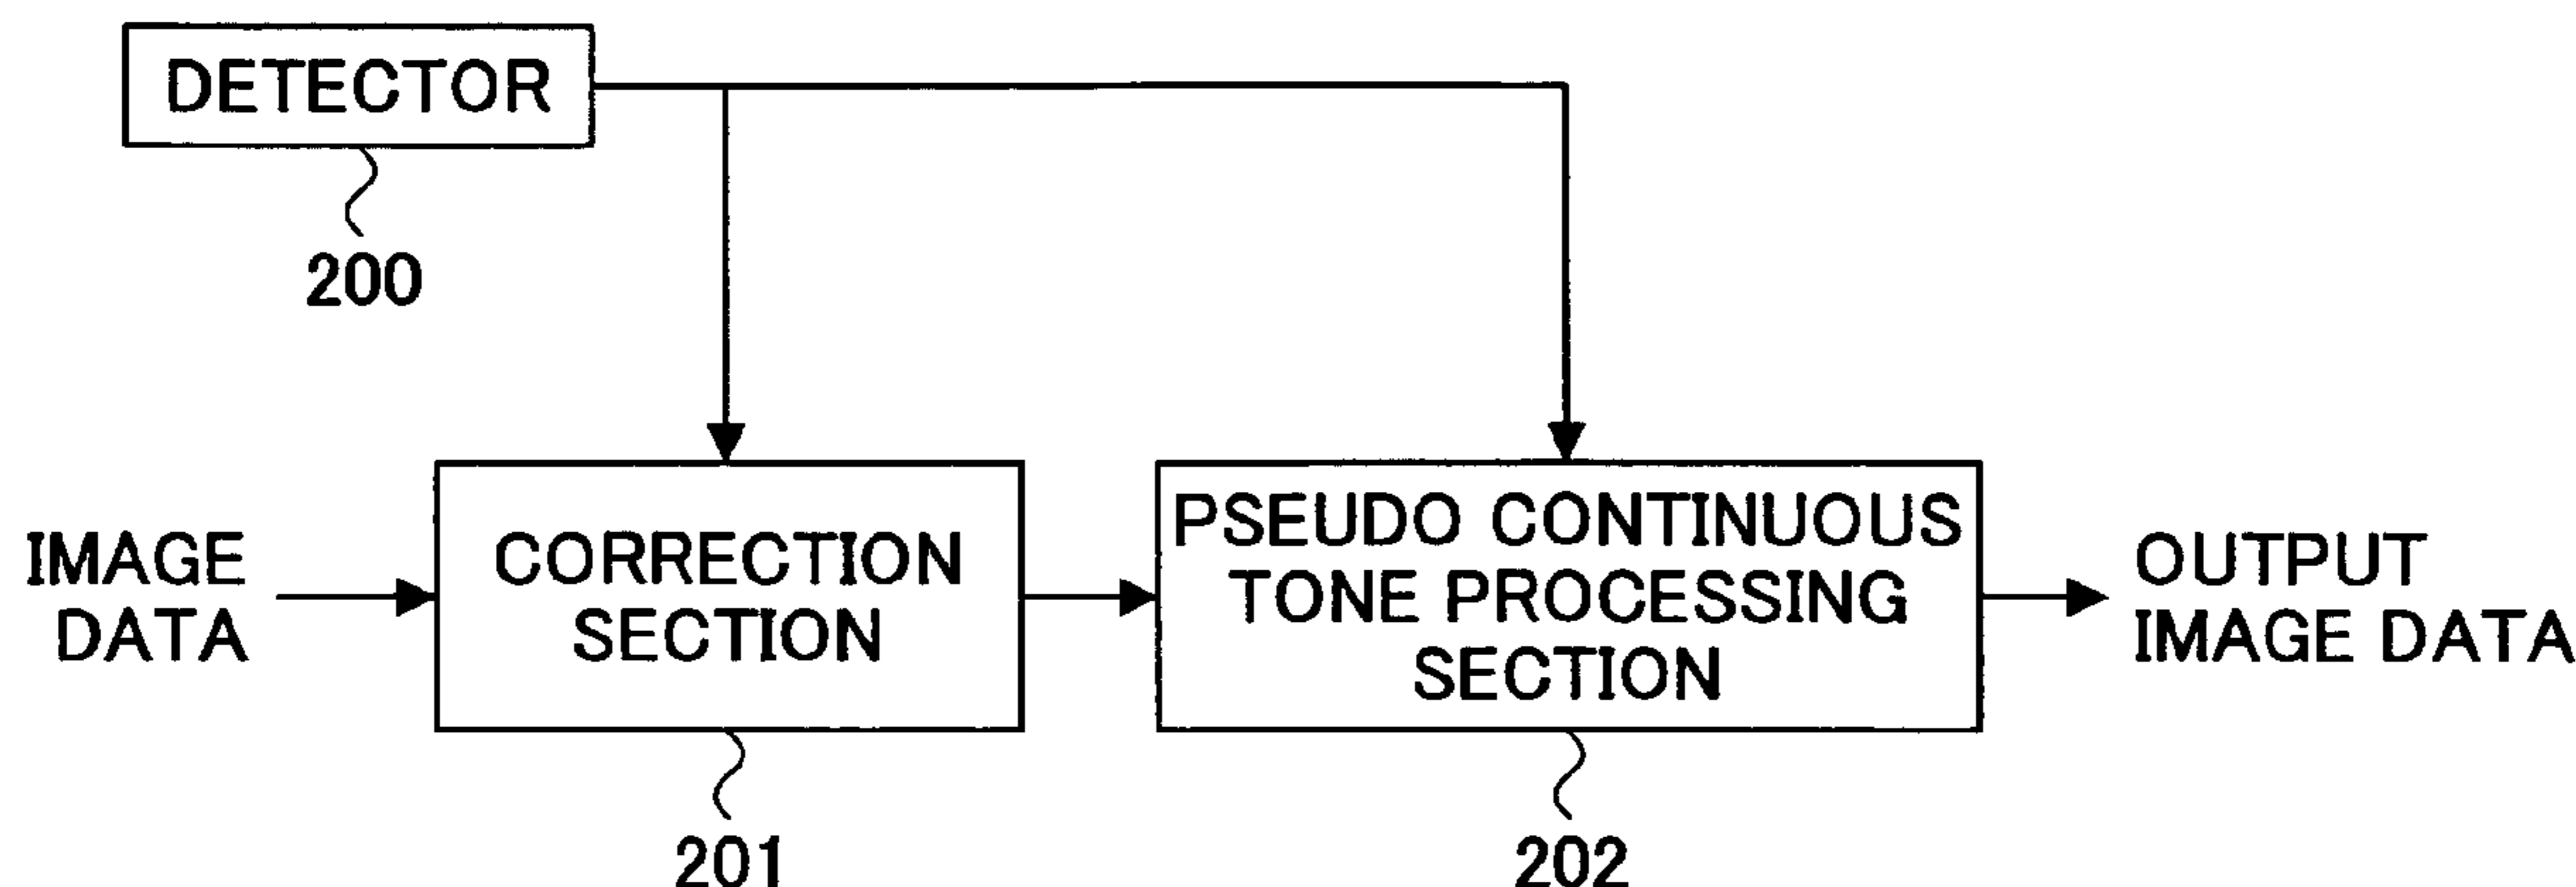 DETECTOR
200
IMAGE
DATA
CORRECTION
SECTION
201
PSEUDO CONTINUOUS
TONE PROCESSING
SECTION
202
OUTPUT
IMAGE DATA